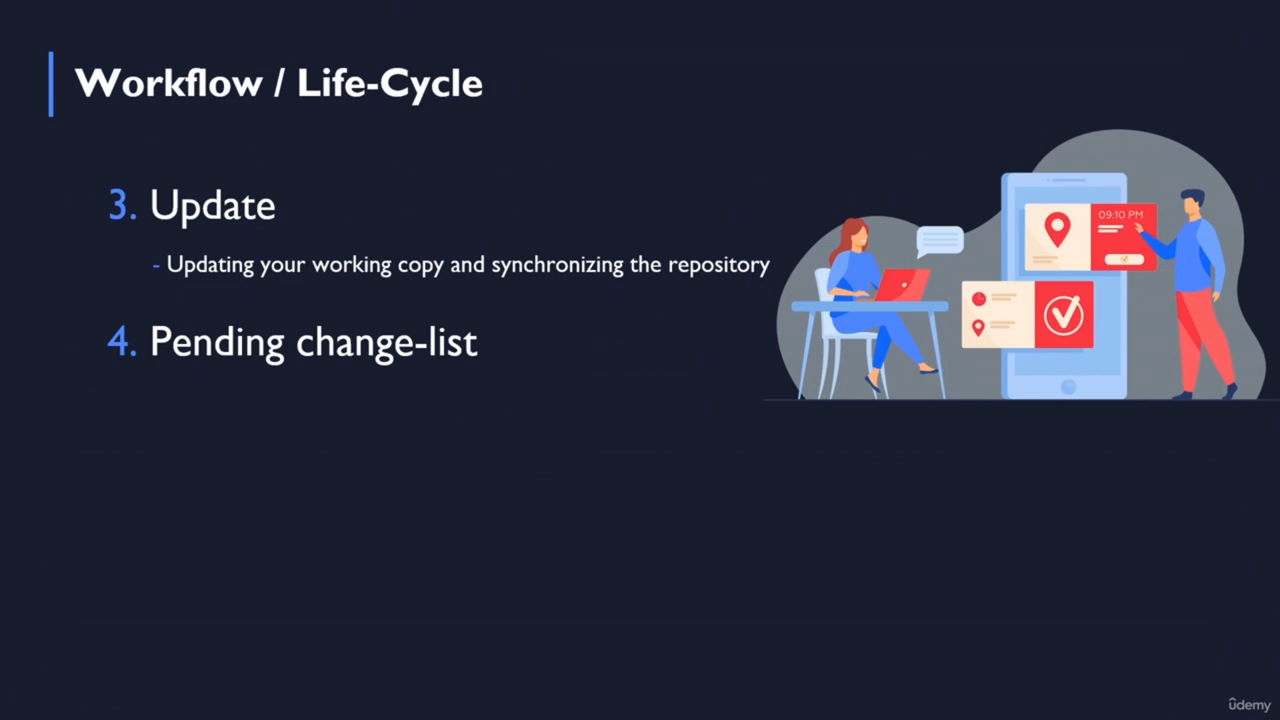 Workflow / Life-Cycle
3. Update
- Updating your working copy and synchronizing the repository
4. Pending change-list
09:10 PM
ûdemy